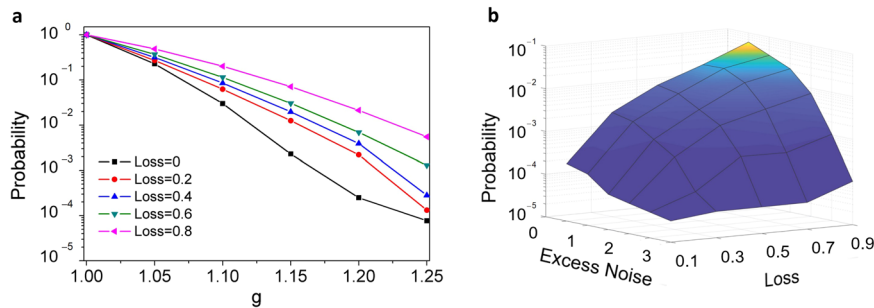 a
10^0
10^-1
10^-2
10^-3
10^-4
10^-5
Probability
Loss=0
Loss=0.2
Loss=0.4
Loss=0.6
Loss=0.8
1.00 1.05 1.10 1.15 1.20 1.25
g
b
10^-1
10^-2
10^-3
10^-4
10^-5
Probability
0 1 2 3
Excess Noise
0.1 0.3 0.5 0.7 0.9
Loss